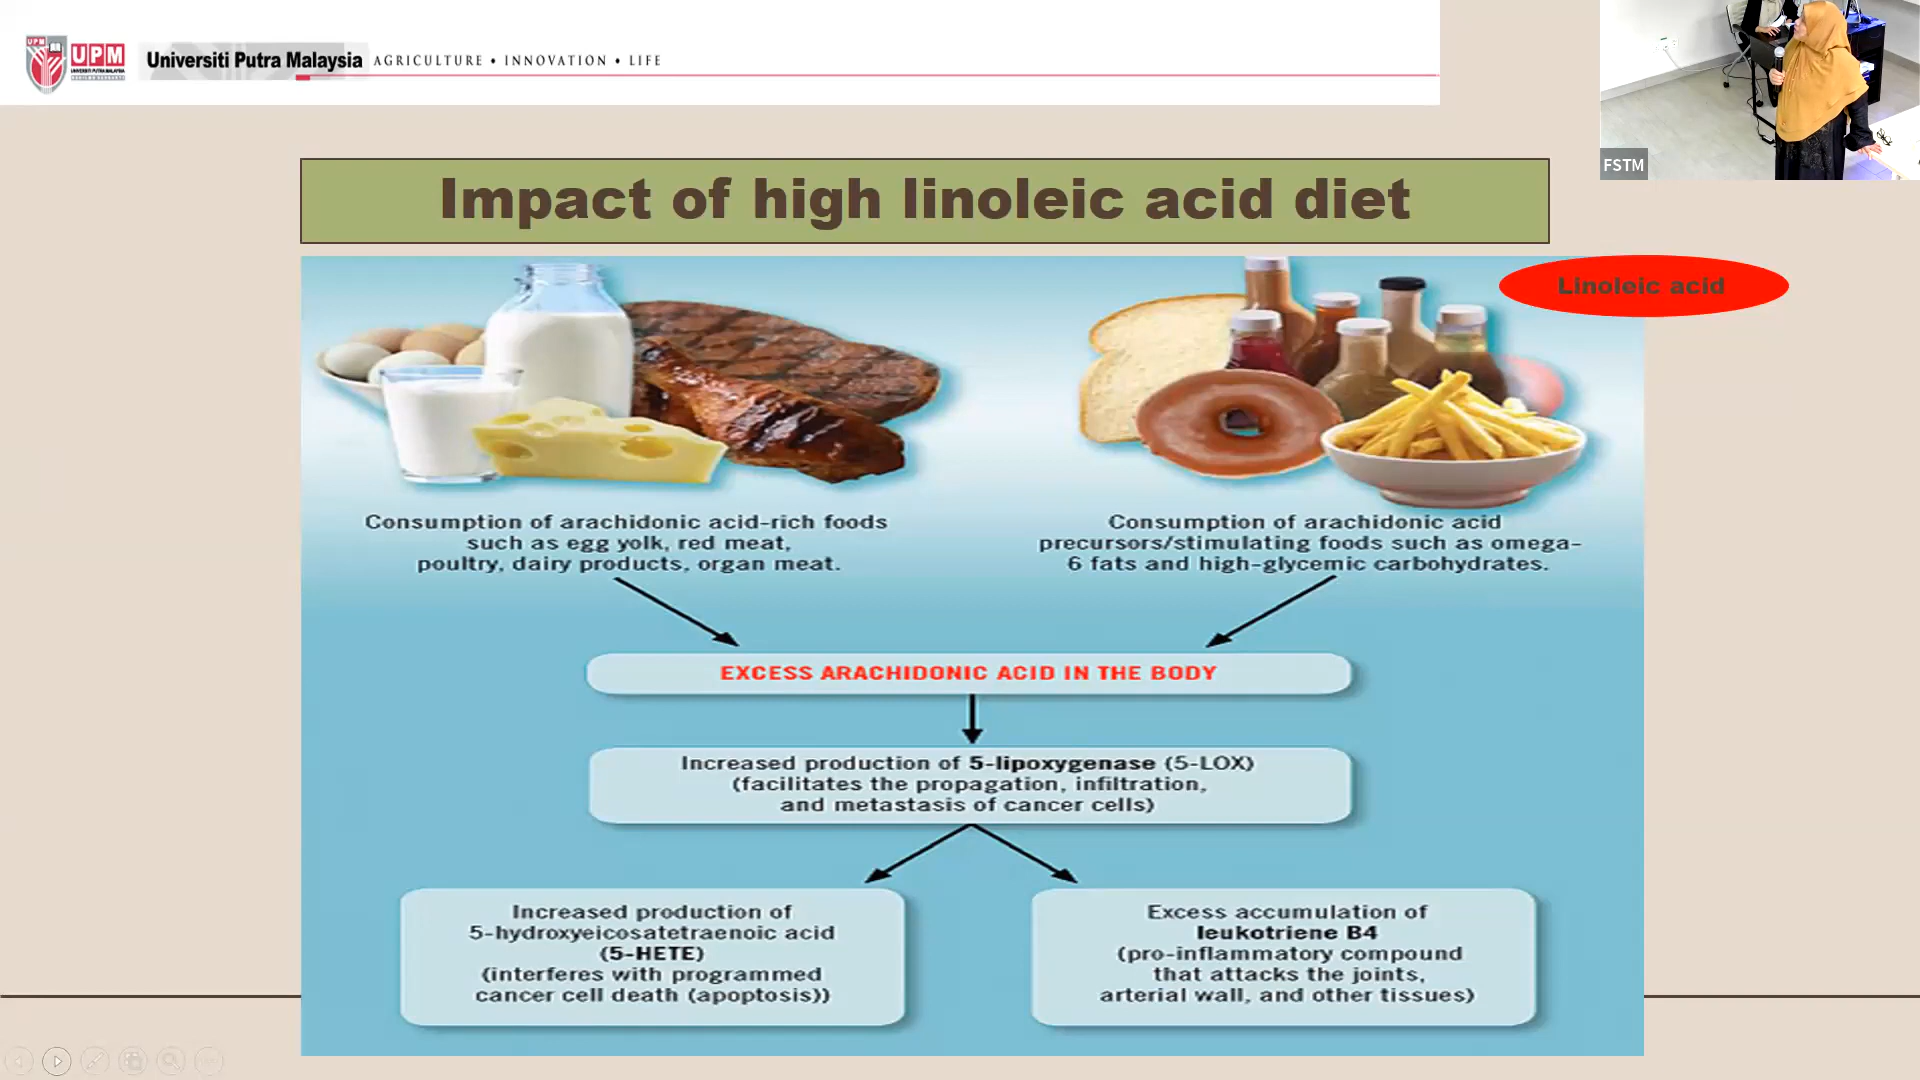 UPM
UPM
UNIVERSITI PUTRA MALAYSIA
Universiti Putra Malaysia
AGRICULTURE • INNOVATION • LIFE
FSTM
Impact of high linoleic acid diet
Linoleic acid
Consumption of arachidonic acid-rich foods
such as egg yolk, red meat,
poultry, dairy products, organ meat.
Consumption of arachidonic acid
precursors/stimulating foods such as omega-
6 fats and high-glycemic carbohydrates.
EXCESS ARACHIDONIC ACID IN THE BODY
Increased production of 5-lipoxygenase (5-LOX)
(facilitates the propagation, infiltration,
and metastasis of cancer cells)
Increased production of
5-hydroxyeicosatetraenoic acid
(5-HETE)
(interferes with programmed
cancer cell death (apoptosis))
Excess accumulation of
leukotriene B4
(pro-inflammatory compound
that attacks the joints,
arterial wall, and other tissues)